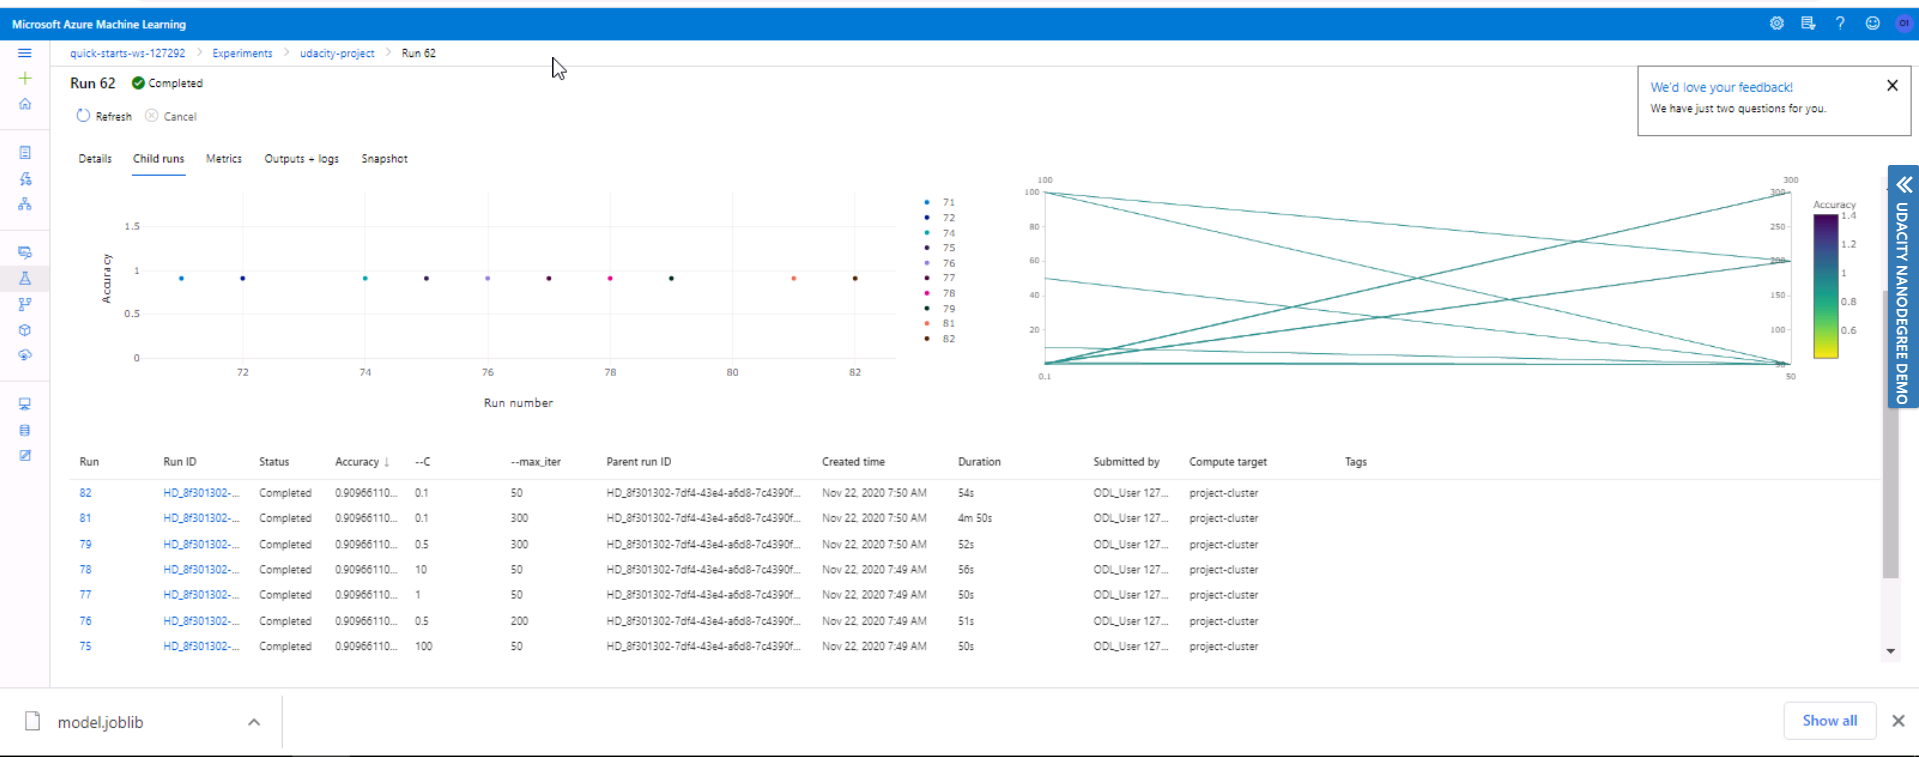 Microsoft Azure Machine Learning
quick-starts-ws-127292 > Experiments > udacity-project > Run 62
Run 62 Completed
Refresh Cancel
We'd love your feedback!
We have just two questions for you.
Details Child runs Metrics Outputs + logs Snapshot
Accuracy
1.5
1
0.5
0
72 74 76 78 80 82
Run number
71
72
74
75
76
77
78
79
81
82
100 300
100 300
80 250
60 200
40 150
20 100
50
0.1 50
Accuracy
1.4
1.2
1
0.8
0.6
UDACITY NANODEGREE DEMO
Run Run ID Status Accuracy ↓ --C --max_iter Parent run ID Created time Duration Submitted by Compute target Tags
82 HD_8f301302-... Completed 0.90966110... 0.1 50 HD_8f301302-7df4-43e4-a6d8-7c4390f... Nov 22, 2020 7:50 AM 54s ODL_User 127... project-cluster
81 HD_8f301302-... Completed 0.90966110... 0.1 300 HD_8f301302-7df4-43e4-a6d8-7c4390f... Nov 22, 2020 7:50 AM 4m 50s ODL_User 127... project-cluster
79 HD_8f301302-... Completed 0.90966110... 0.5 300 HD_8f301302-7df4-43e4-a6d8-7c4390f... Nov 22, 2020 7:50 AM 52s ODL_User 127... project-cluster
78 HD_8f301302-... Completed 0.90966110... 10 50 HD_8f301302-7df4-43e4-a6d8-7c4390f... Nov 22, 2020 7:49 AM 56s ODL_User 127... project-cluster
77 HD_8f301302-... Completed 0.90966110... 1 50 HD_8f301302-7df4-43e4-a6d8-7c4390f... Nov 22, 2020 7:49 AM 50s ODL_User 127... project-cluster
76 HD_8f301302-... Completed 0.90966110... 0.5 200 HD_8f301302-7df4-43e4-a6d8-7c4390f... Nov 22, 2020 7:49 AM 51s ODL_User 127... project-cluster
75 HD_8f301302-... Completed 0.90966110... 100 50 HD_8f301302-7df4-43e4-a6d8-7c4390f... Nov 22, 2020 7:49 AM 50s ODL_User 127... project-cluster
model.joblib Show all